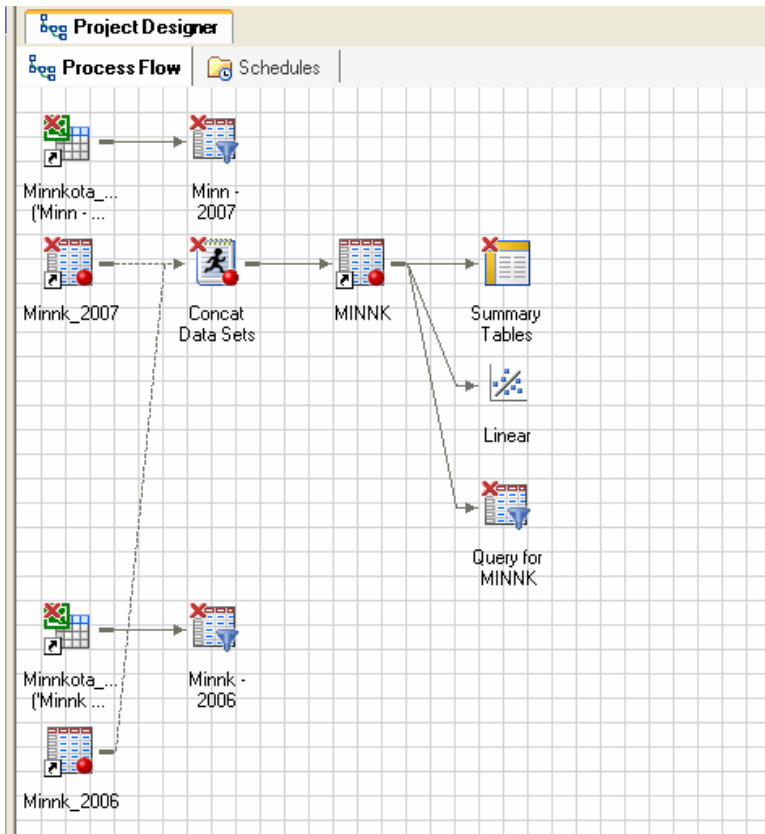 Project Designer
Process Flow
Schedules
Minnkota_...
('Minn - ...
Minn -
2007
Minnk_2007
Concat
Data Sets
MINNK
Summary
Tables
Linear
Query for
MINNK
Minnkota_...
('Minnk ...
Minnk -
2006
Minnk_2006